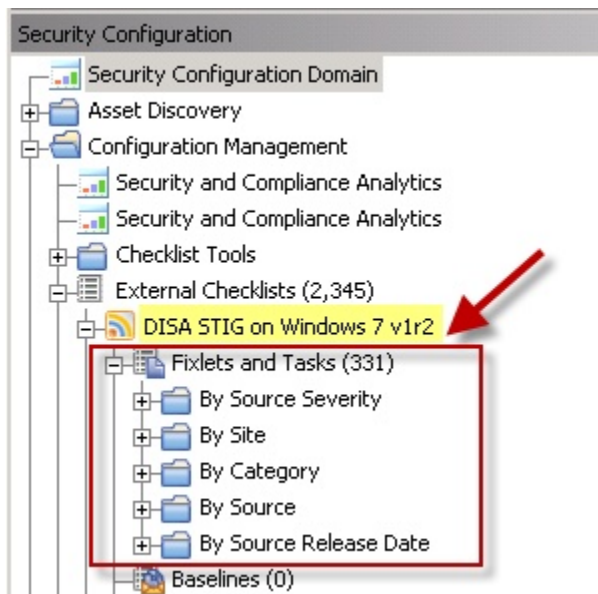 Security Configuration
Security Configuration Domain
Asset Discovery
Configuration Management
Security and Compliance Analytics
Security and Compliance Analytics
Checklist Tools
External Checklists (2,345)
DISA STIG on Windows 7 v1r2
Fixlets and Tasks (331)
By Source Severity
By Site
By Category
By Source
By Source Release Date
Baselines (0)